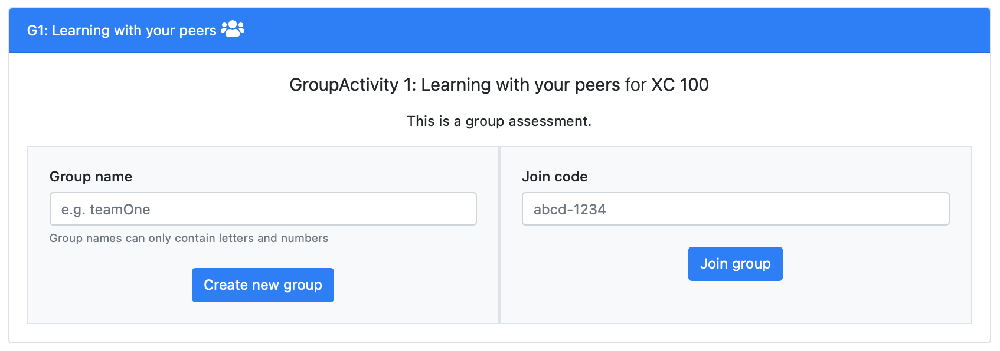 G1: Learning with your peers
GroupActivity 1: Learning with your peers for XC 100
This is a group assessment.
Group name
e.g. teamOne
Group names can only contain letters and numbers
Create new group
Join code
abcd-1234
Join group